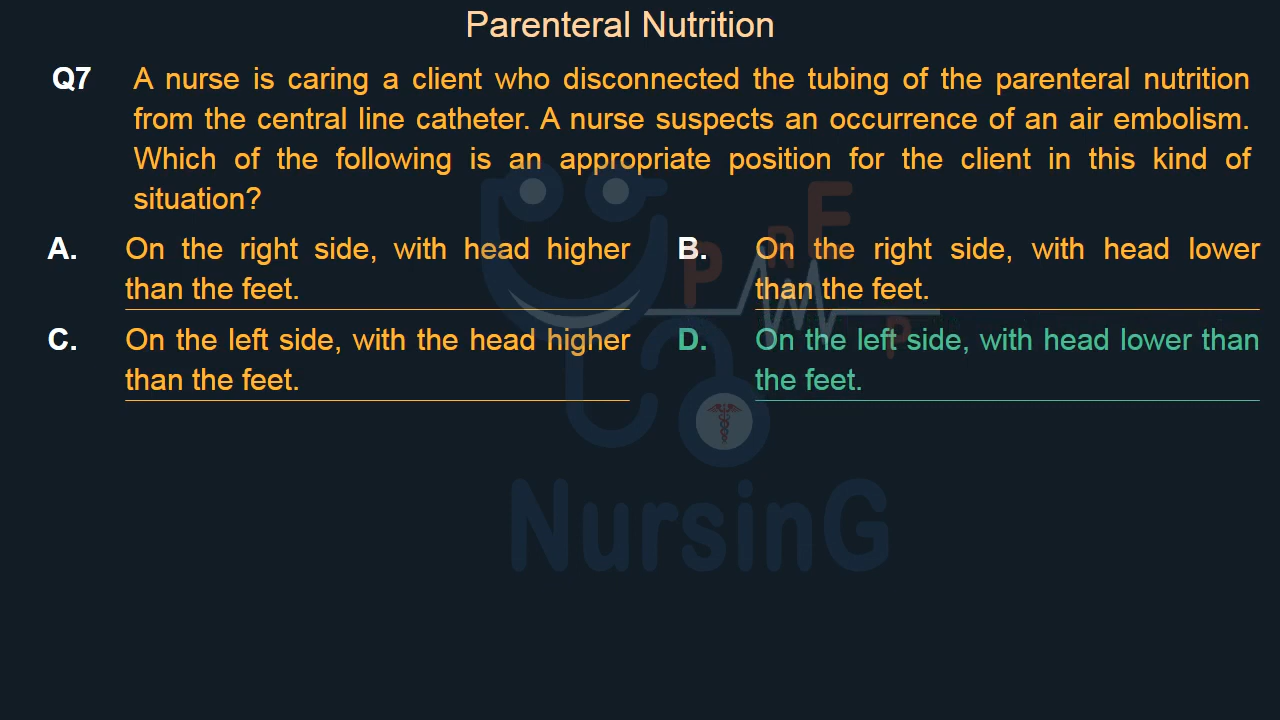 Parenteral Nutrition
Q7 A nurse is caring a client who disconnected the tubing of the parenteral nutrition
from the central line catheter. A nurse suspects an occurrence of an air embolism.
Which of the following is an appropriate position for the client in this kind of
situation?
A. On the right side, with head higher
than the feet.
B. On the right side, with head lower
than the feet.
C. On the left side, with the head higher
than the feet.
D. On the left side, with head lower than
the feet.
PREP
NursinG